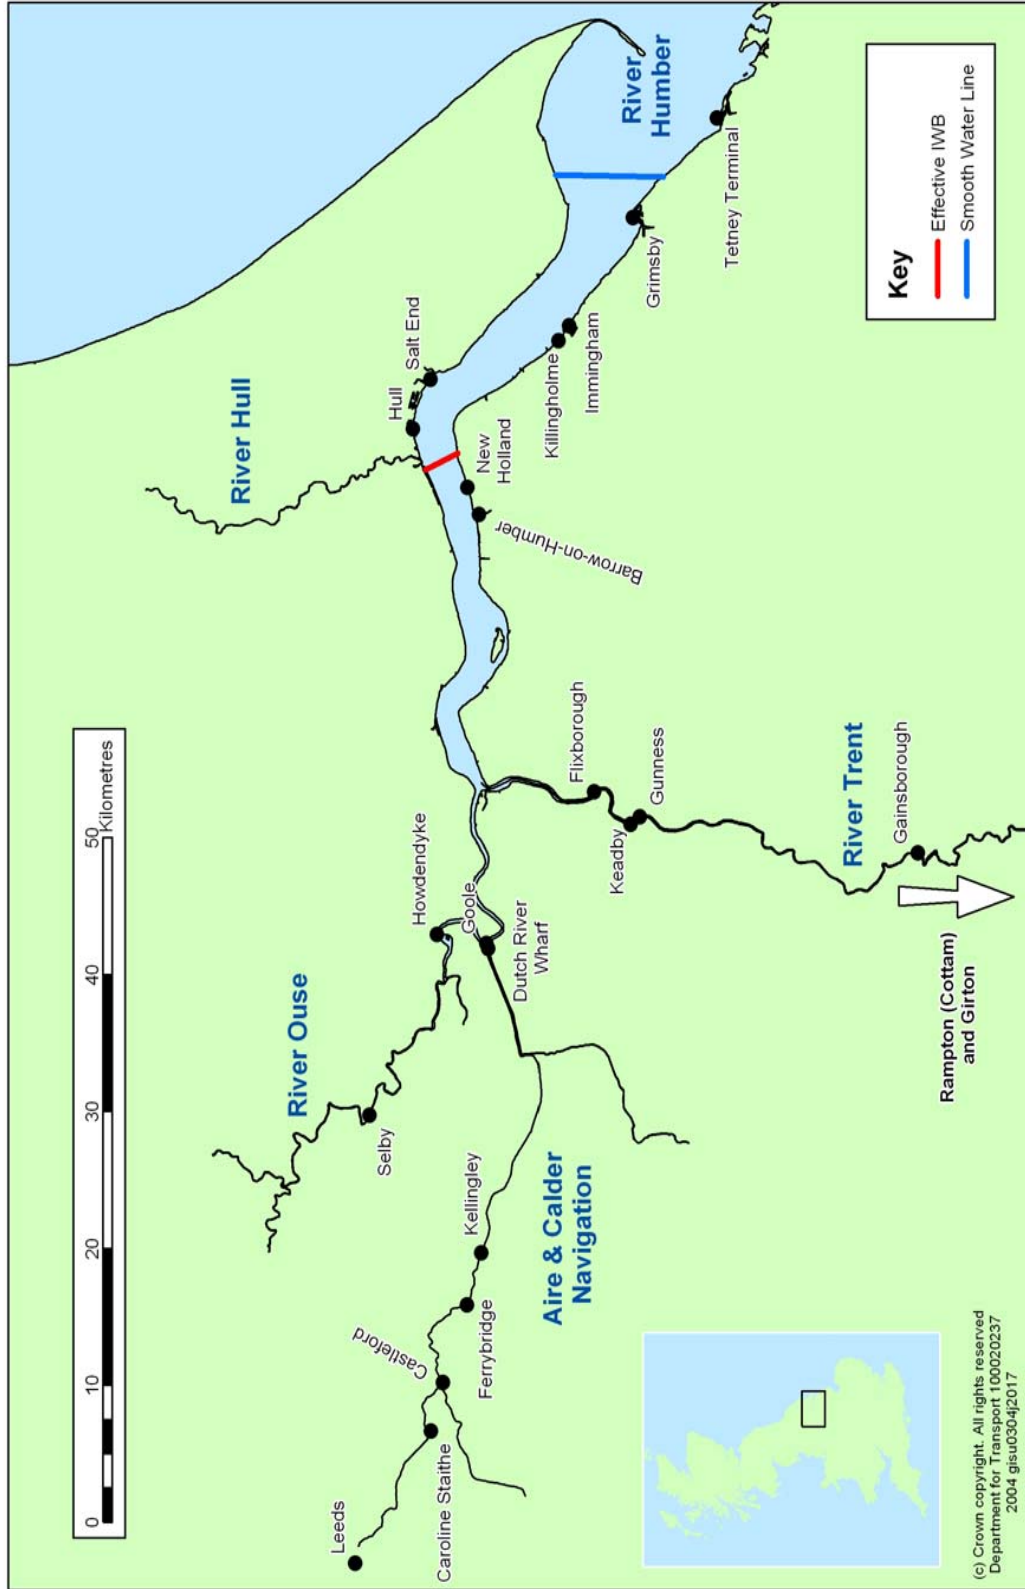 0
10
20
30
40
50
Kilometres
River Hull
River Ouse
River
Humber
Aire & Calder
Navigation
River Trent
Leeds
Caroline Staithe
Castleford
Ferrybridge
Kellingley
Selby
Howdendyke
Goole
Dutch River
Wharf
Flixborough
Keadby
Gunness
Gainsborough
Rampton (Cottam)
and Girton
Barrow-on-Humber
New
Holland
Hull
Salt End
Killingholme
Immingham
Grimsby
Tetney Terminal
Key
Effective IWB
Smooth Water Line
(c) Crown copyright. All rights reserved
Department for Transport 100020237
2004 gisu0304j2017